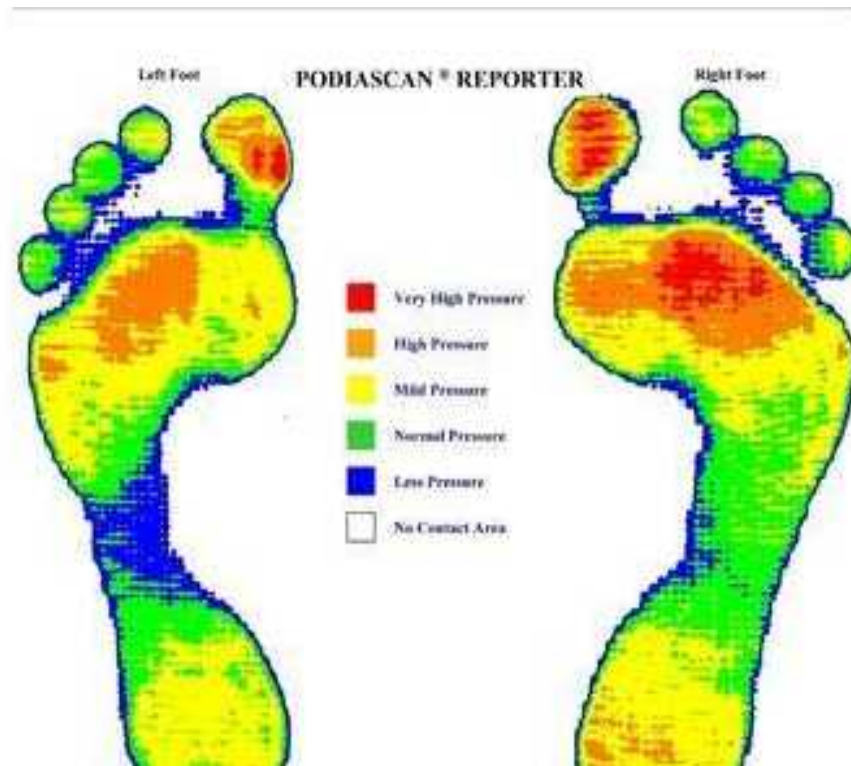 Left Foot
PODIASCAN ® REPORTER
Right Foot
Very High Pressure
High Pressure
Mild Pressure
Normal Pressure
Less Pressure
No Contact Area